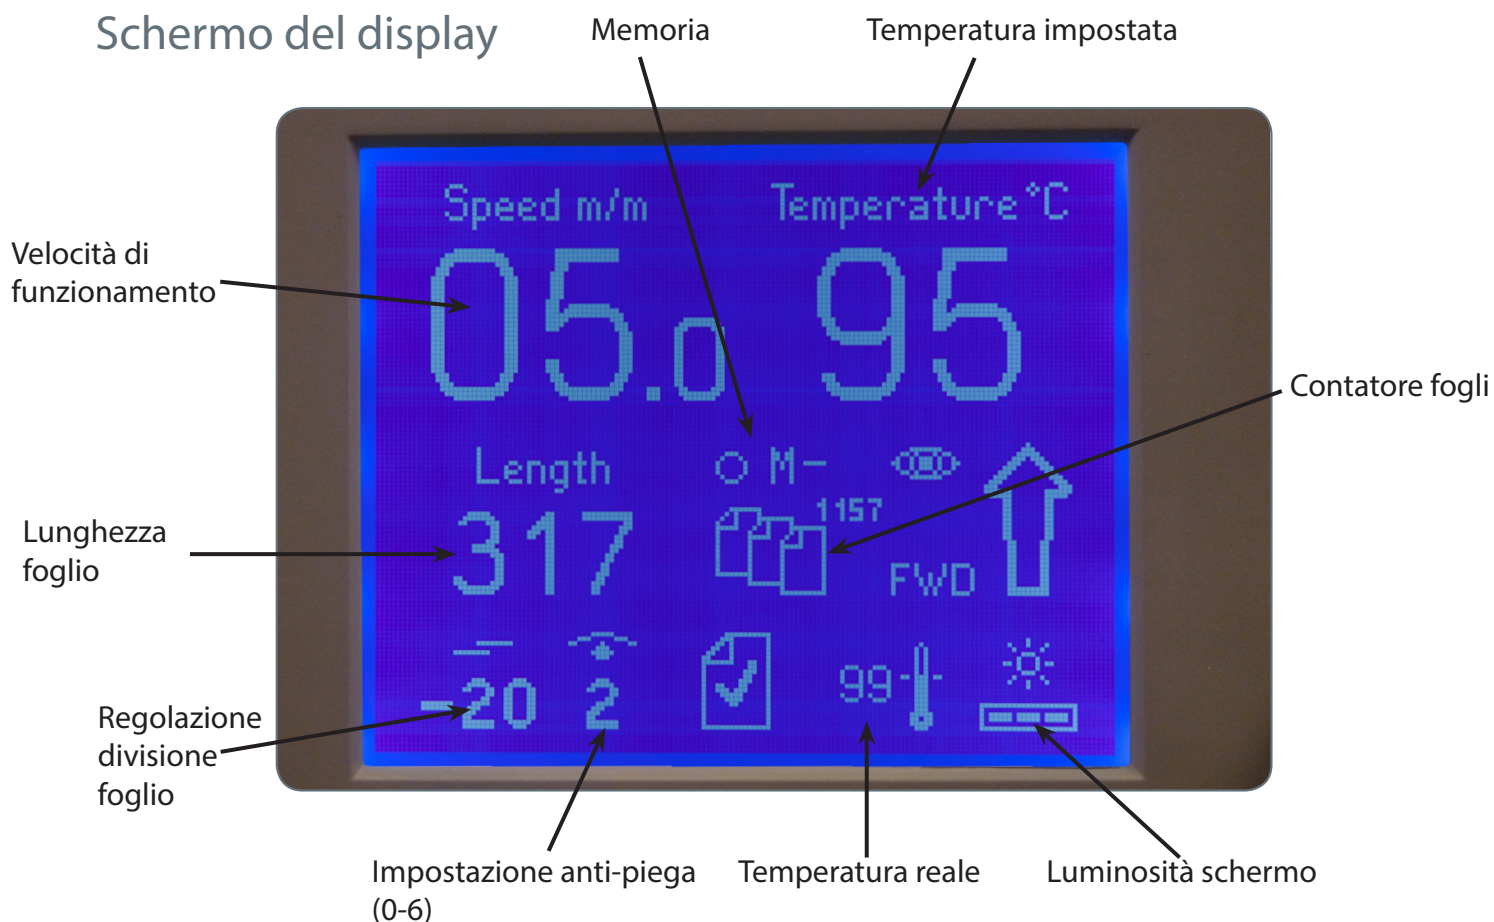 Schermo del display
Memoria
Temperatura impostata
Speed m/m
Temperature °C
Velocità di
funzionamento
05.0
95
Contatore fogli
Length
M-
1157
Lunghezza
foglio
317
FWD
-20
2
99
Regolazione
divisione
foglio
Impostazione anti-piega
(0-6)
Temperatura reale
Luminosità schermo